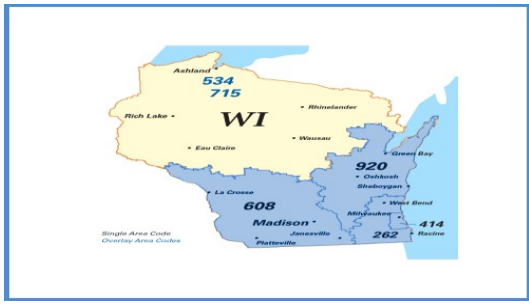 Ashland
534
715
Rhinelander
Rich Lake
WI
Wausau
Eau Claire
Green Bay
920
Oshkosh
Sheboygan
La Crosse
608
West Bend
Milwaukee
Madison
414
Janesville
262
Racine
Platteville
Single Area Code
Overlay Area Codes